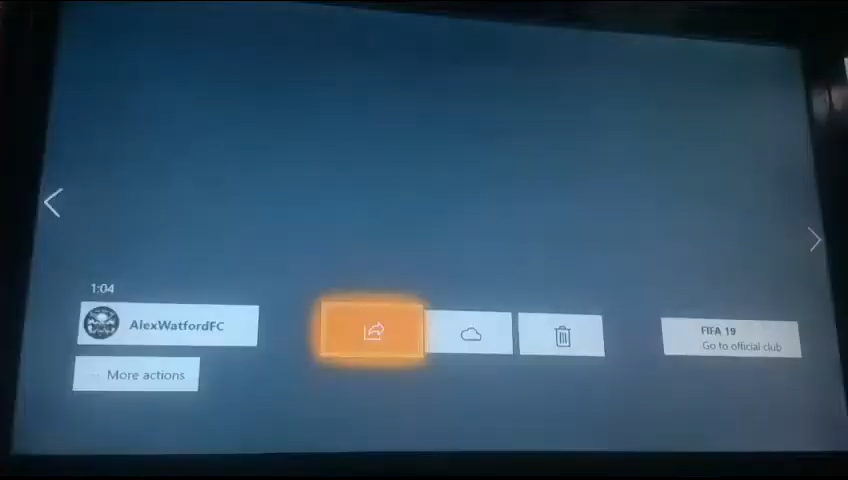 1:04
AlexWatfordFC
More actions
FIFA 19
Go to official club